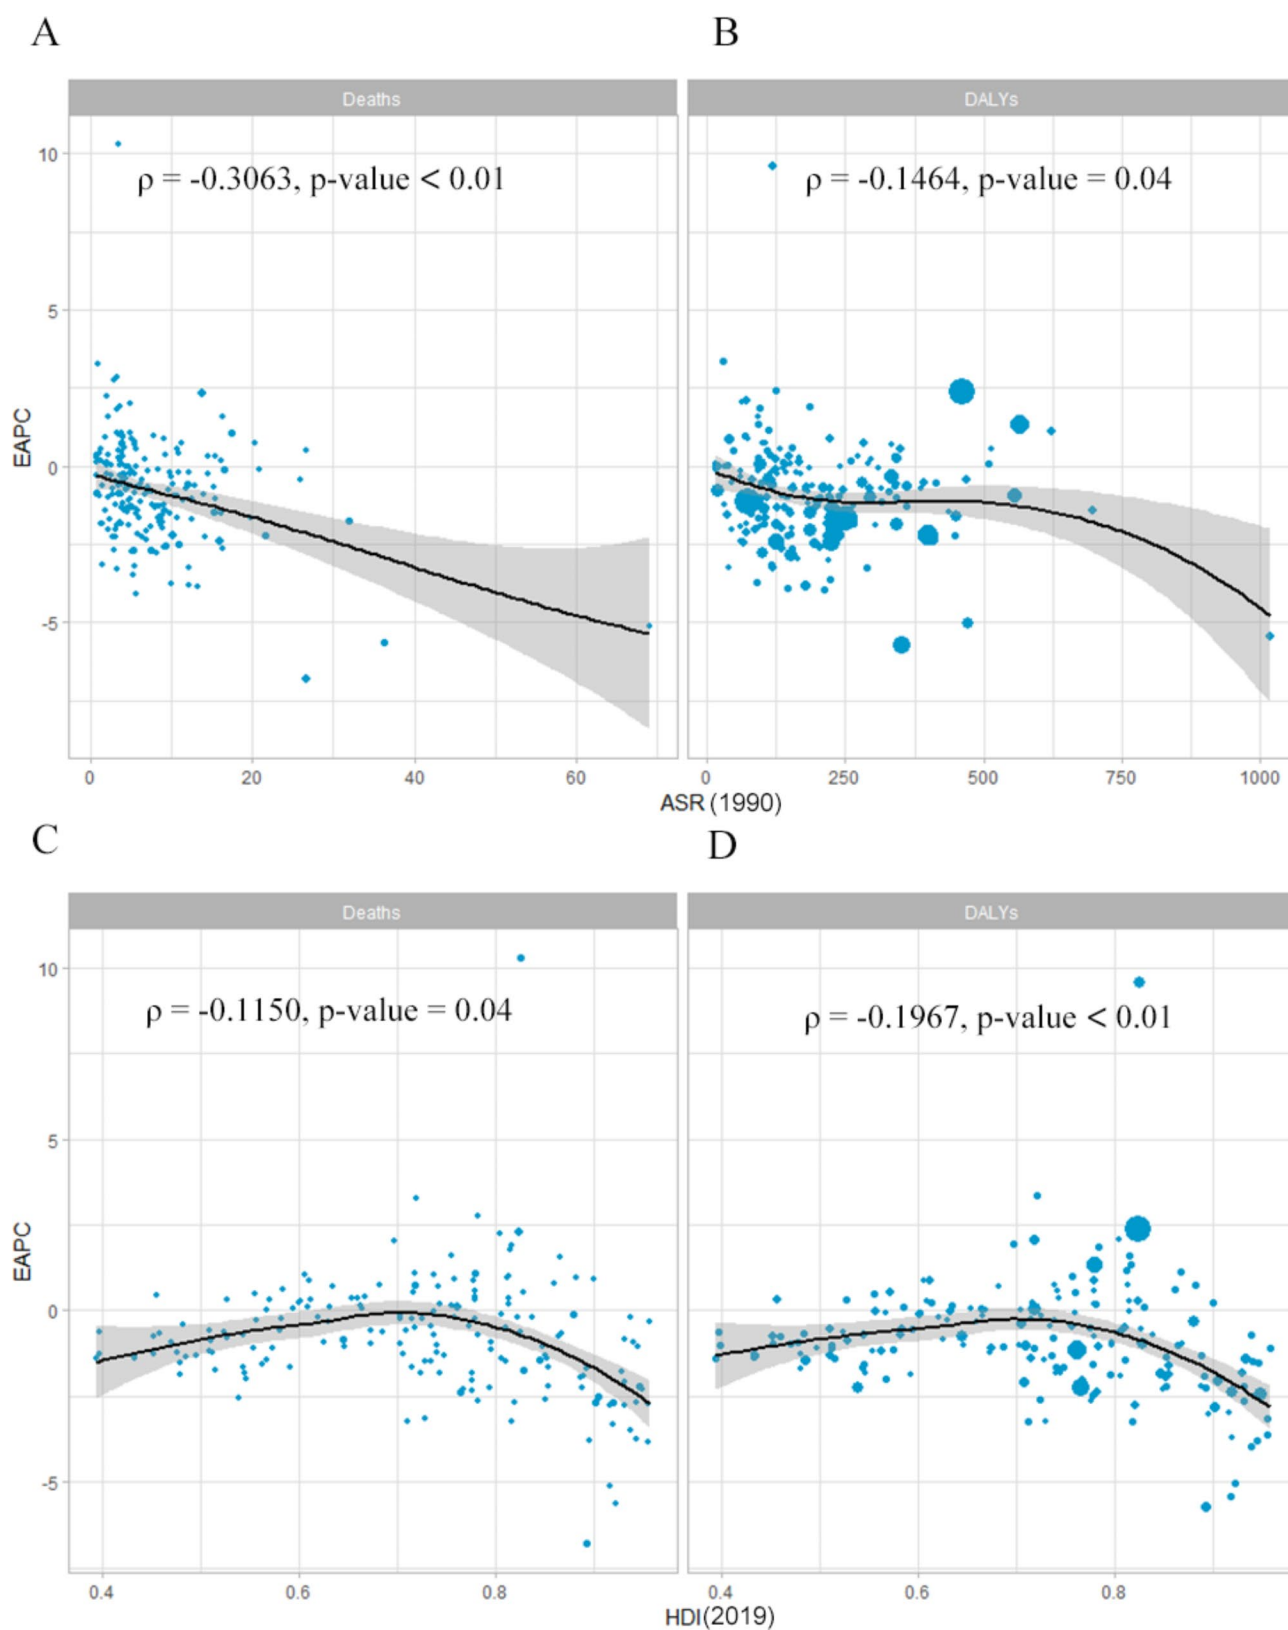 A
B
Deaths
DALYs
ρ = -0.3063, p-value < 0.01
ρ = -0.1464, p-value = 0.04
10
5
0
-5
EAPC
0 20 40 60
0 250 500 750 1000
ASR (1990)
C
D
Deaths
DALYs
ρ = -0.1150, p-value = 0.04
ρ = -0.1967, p-value < 0.01
10
5
0
-5
EAPC
0.4 0.6 0.8
0.4 0.6 0.8
HDI(2019)